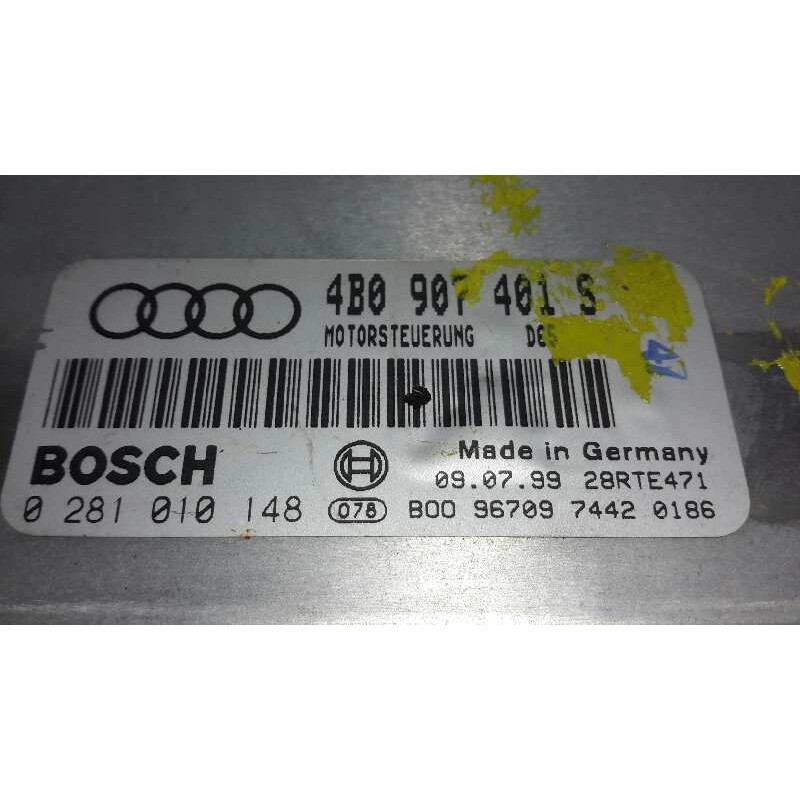 4B0 907 401 S
MOTORSTEUERUNG
BOSCH
Made in Germany
09.07.99 28RTE471
0 281 010 148 078 B00 96709 7442 0186